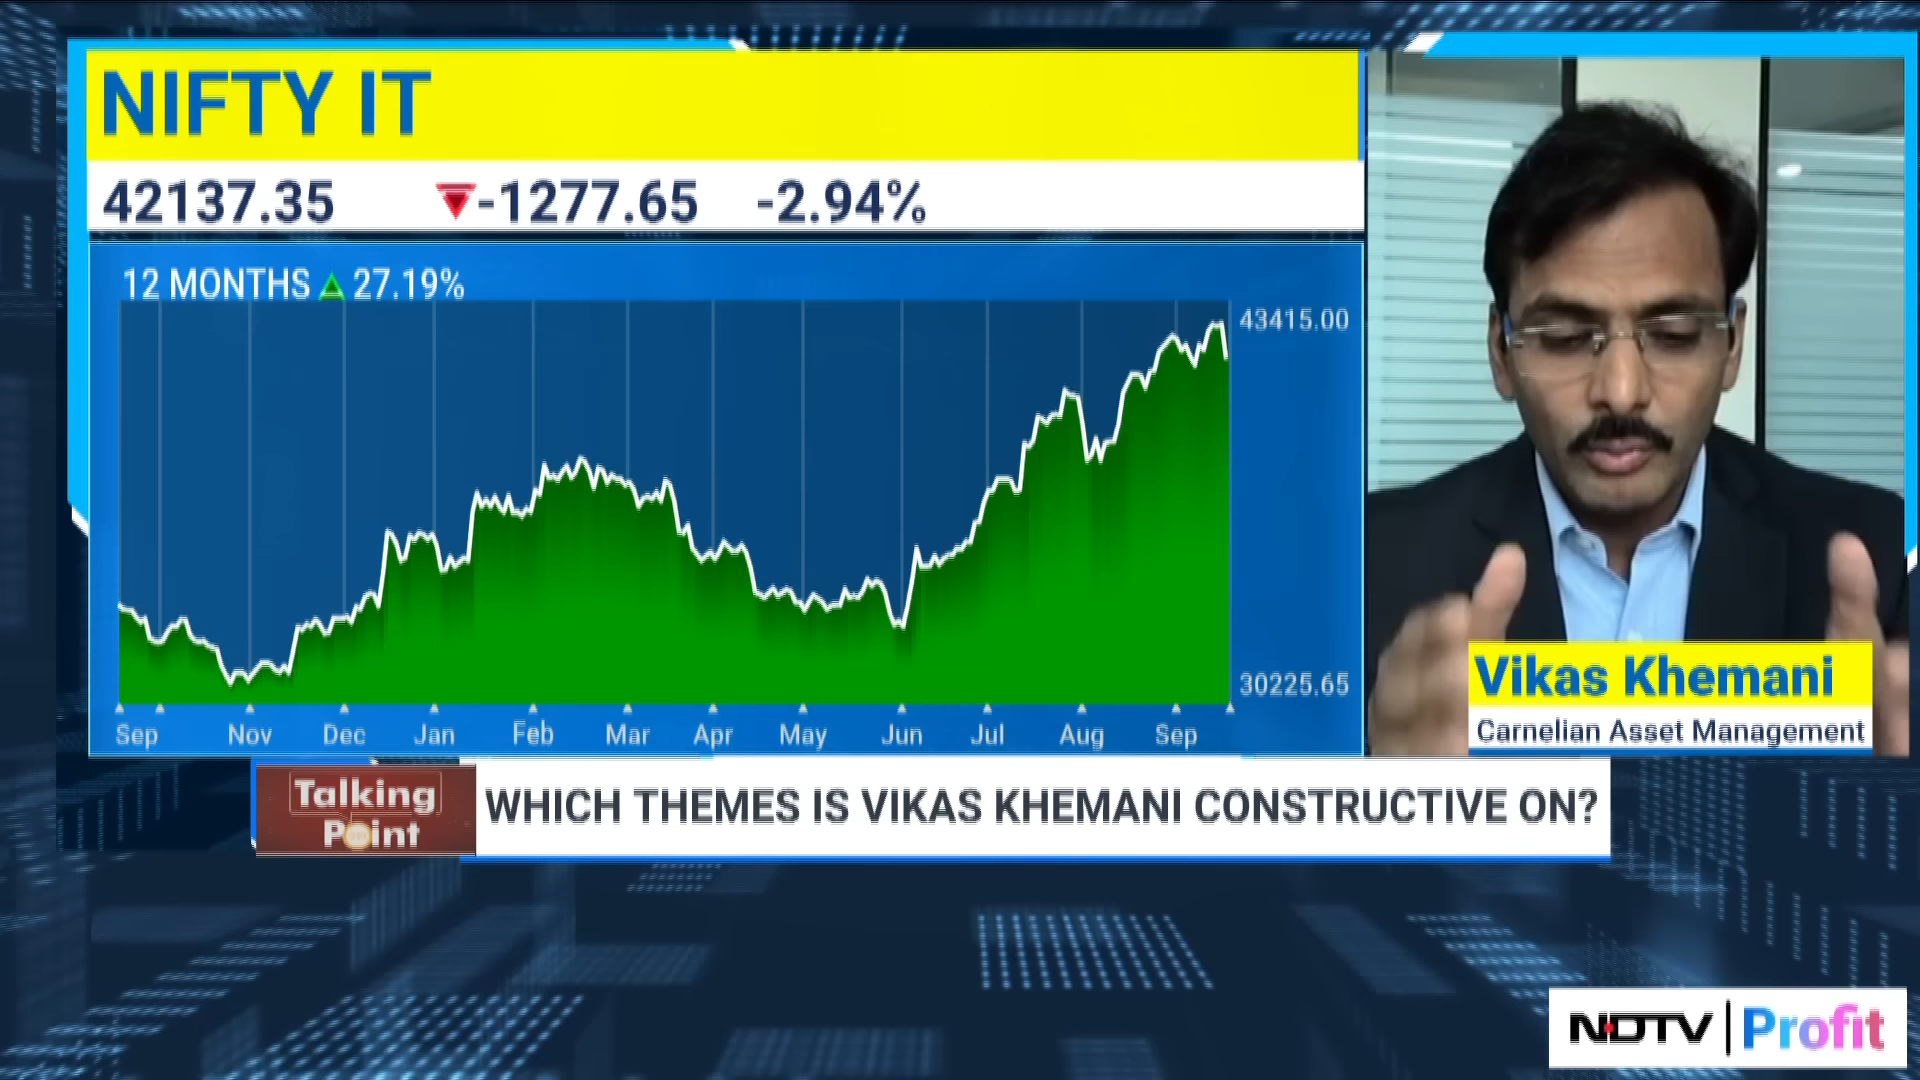 NIFTY IT
42137.35 -1277.65 -2.94%
12 MONTHS 27.19%
43415.00
30225.65
Sep Nov Dec Jan Feb Mar Apr May Jun Jul Aug Sep
Vikas Khemani
Carnelian Asset Management
Talking
Point
WHICH THEMES IS VIKAS KHEMANI CONSTRUCTIVE ON?
NDTV Profit